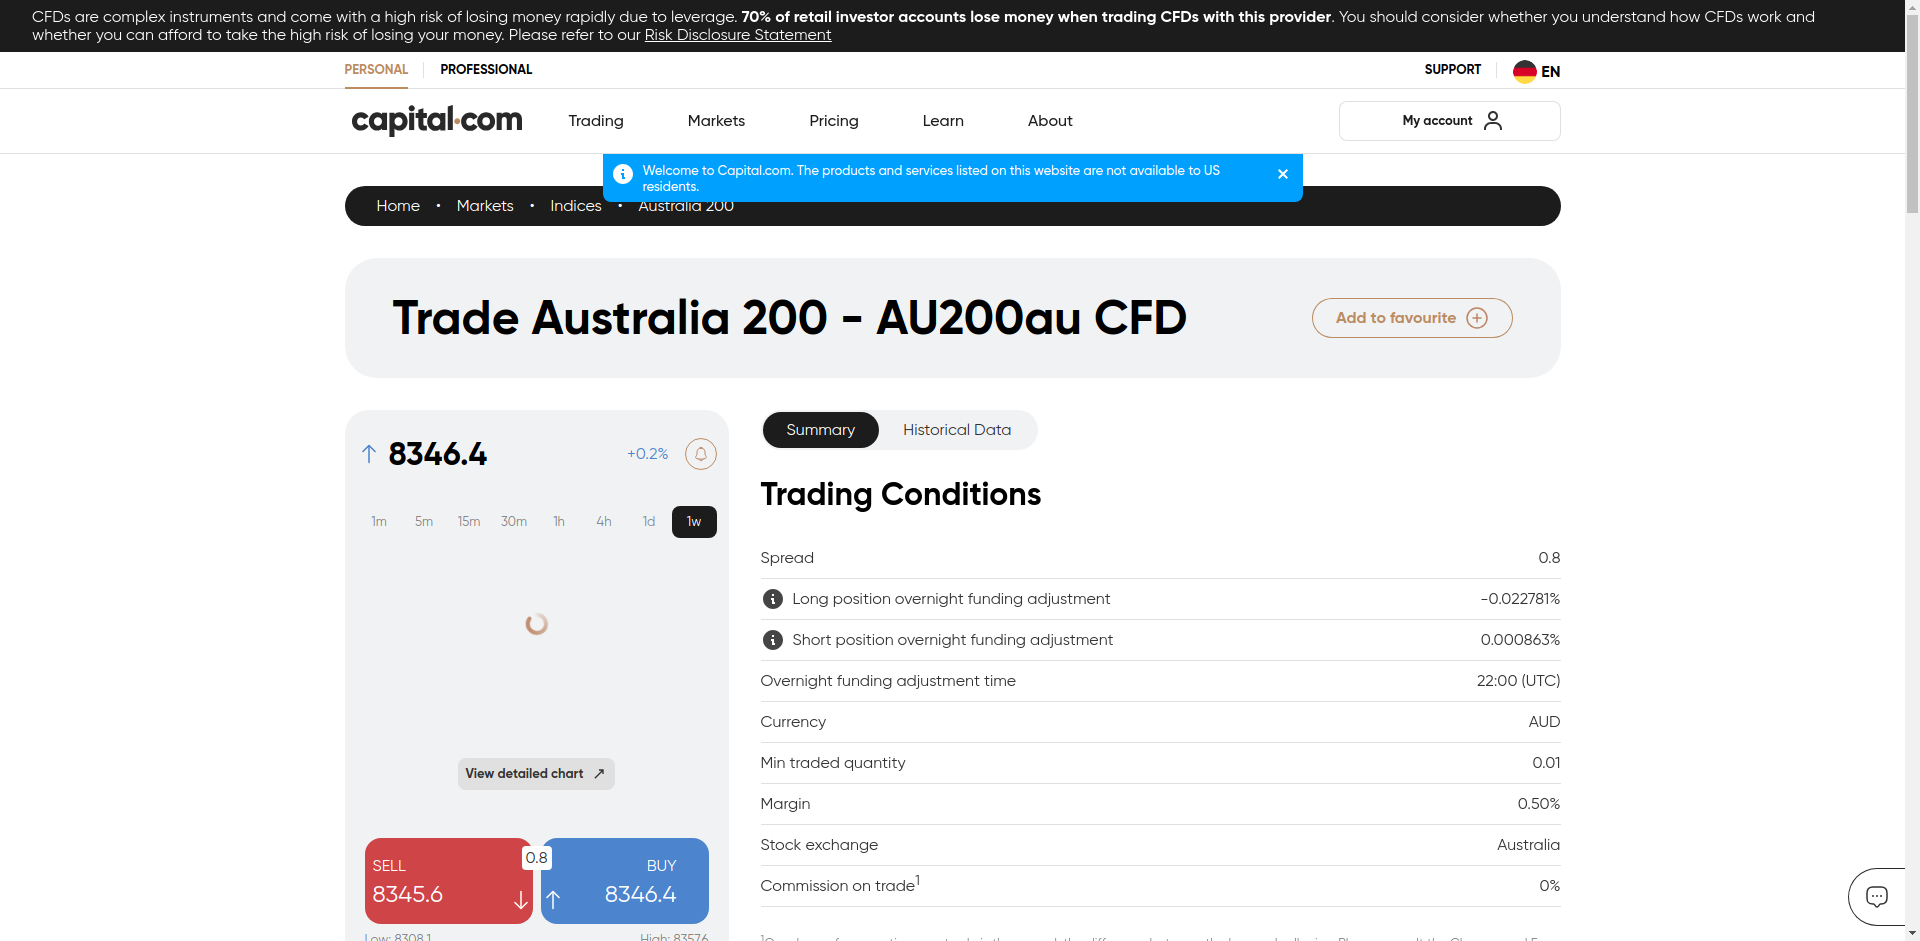 CFDs are complex instruments and come with a high risk of losing money rapidly due to leverage. 70% of retail investor accounts lose money when trading CFDs with this provider. You should consider whether you understand how CFDs work and
whether you can afford to take the high risk of losing your money. Please refer to our Risk Disclosure Statement
PERSONAL PROFESSIONAL SUPPORT EN
capital.com Trading Markets Pricing Learn About My account
Welcome to Capital.com. The products and services listed on this website are not available to US
residents.
Home • Markets • Indices • Australia 200
Trade Australia 200 - AU200au CFD Add to favourite
8346.4 +0.2%
1m 5m 15m 30m 1h 4h 1d 1w
View detailed chart
SELL 8345.6
0.8
BUY 8346.4
Low: 8308.1 High: 8357.6
Summary Historical Data
Trading Conditions
Spread 0.8
Long position overnight funding adjustment -0.022781%
Short position overnight funding adjustment 0.000863%
Overnight funding adjustment time 22:00 (UTC)
Currency AUD
Min traded quantity 0.01
Margin 0.50%
Stock exchange Australia
Commission on trade1 0%